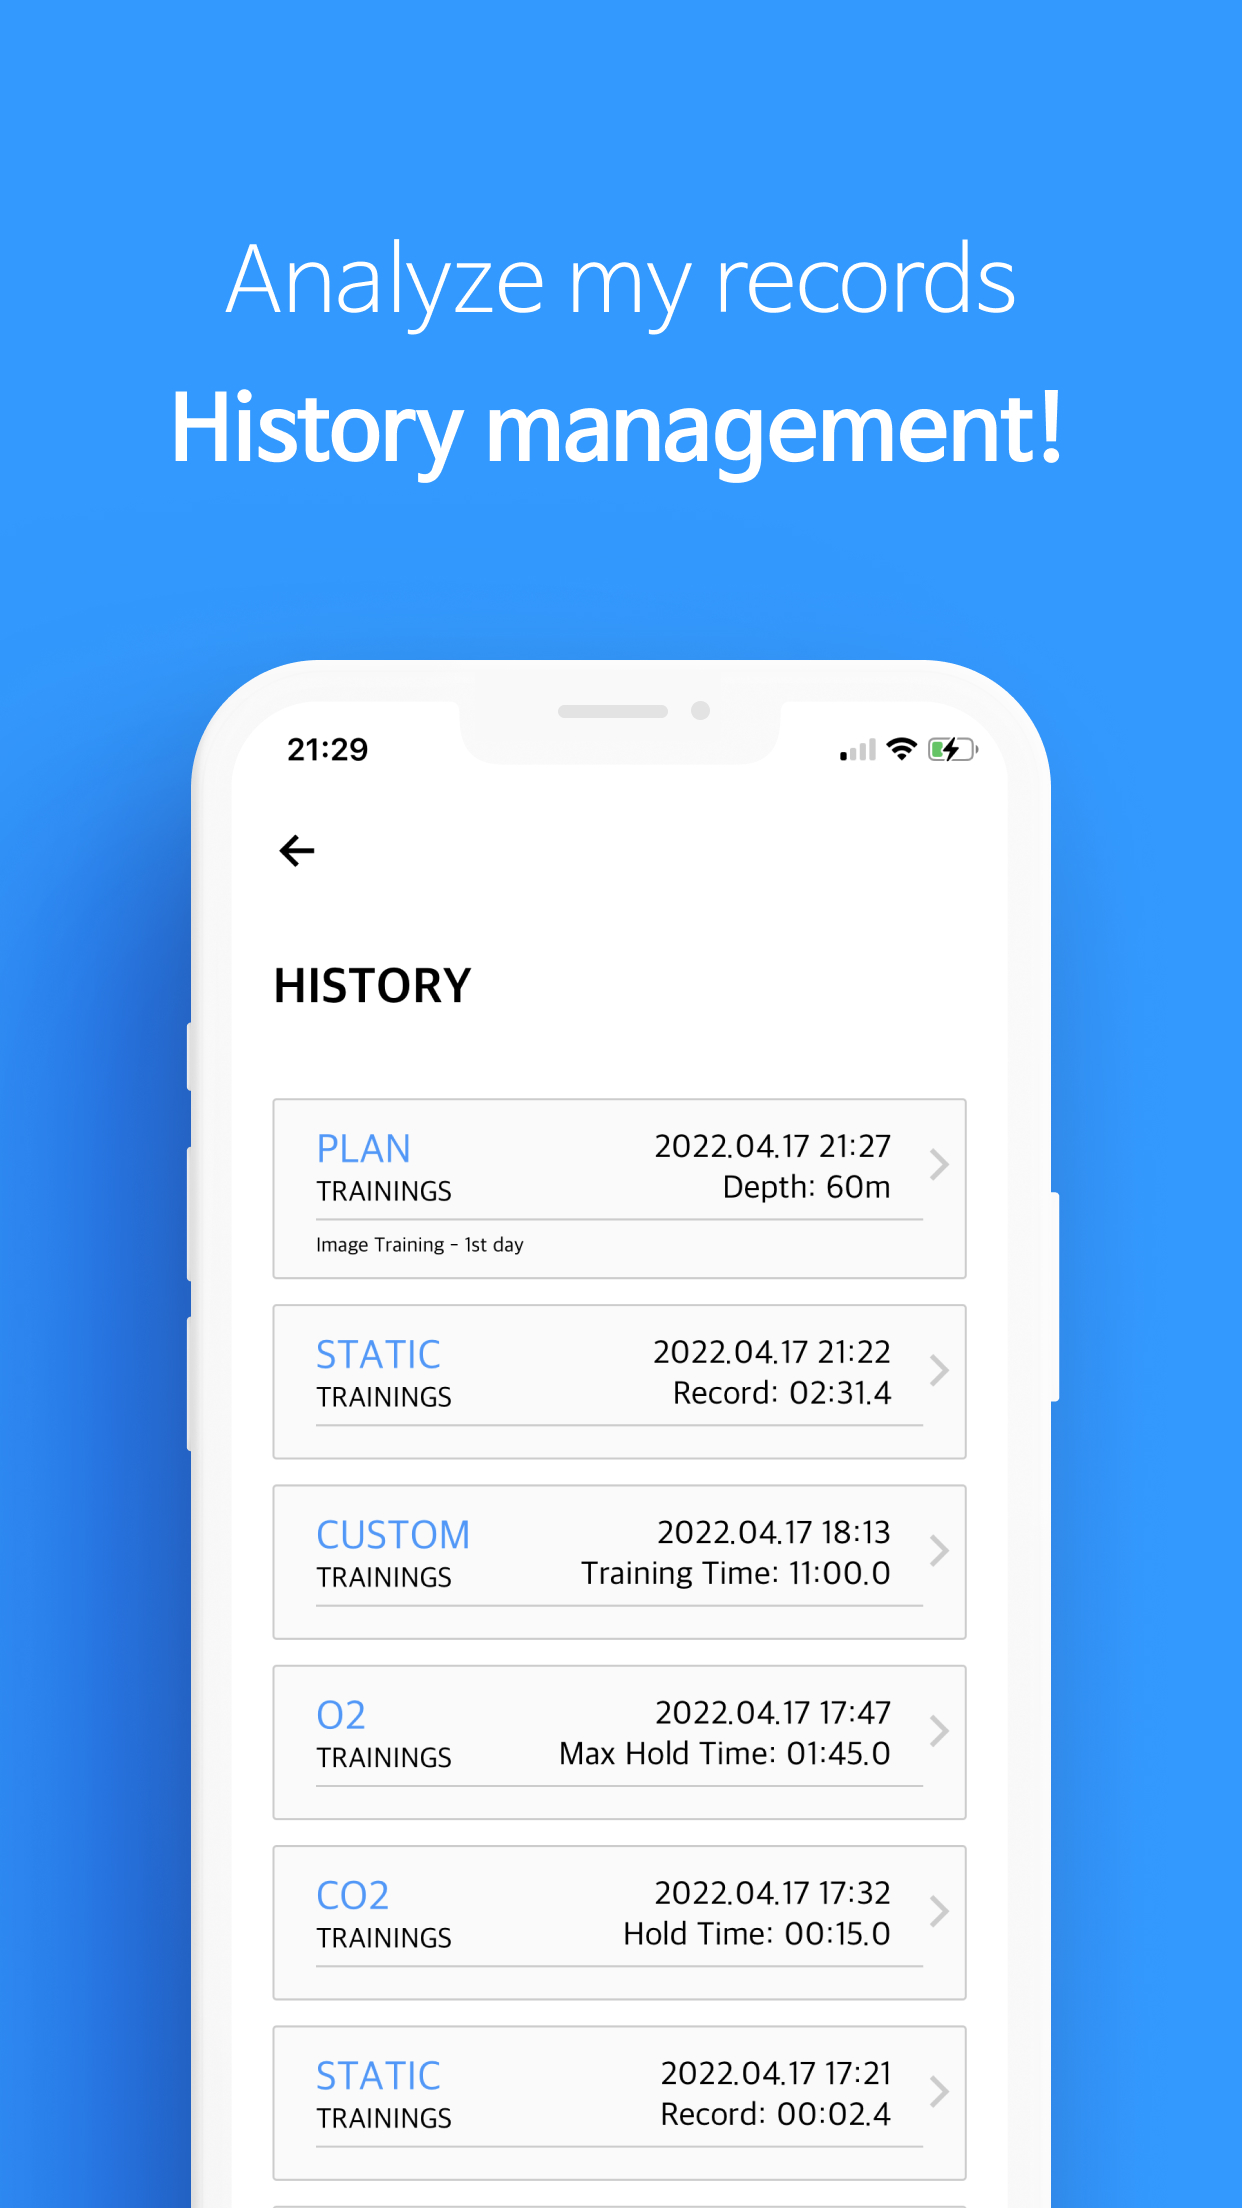 Analyze my records
History management!
21:29
HISTORY
PLAN
TRAININGS
2022.04.17 21:27
Depth: 60m
Image Training - 1st day
STATIC
TRAININGS
2022.04.17 21:22
Record: 02:31.4
CUSTOM
TRAININGS
2022.04.17 18:13
Training Time: 11:00.0
O2
TRAININGS
2022.04.17 17:47
Max Hold Time: 01:45.0
CO2
TRAININGS
2022.04.17 17:32
Hold Time: 00:15.0
STATIC
TRAININGS
2022.04.17 17:21
Record: 00:02.4